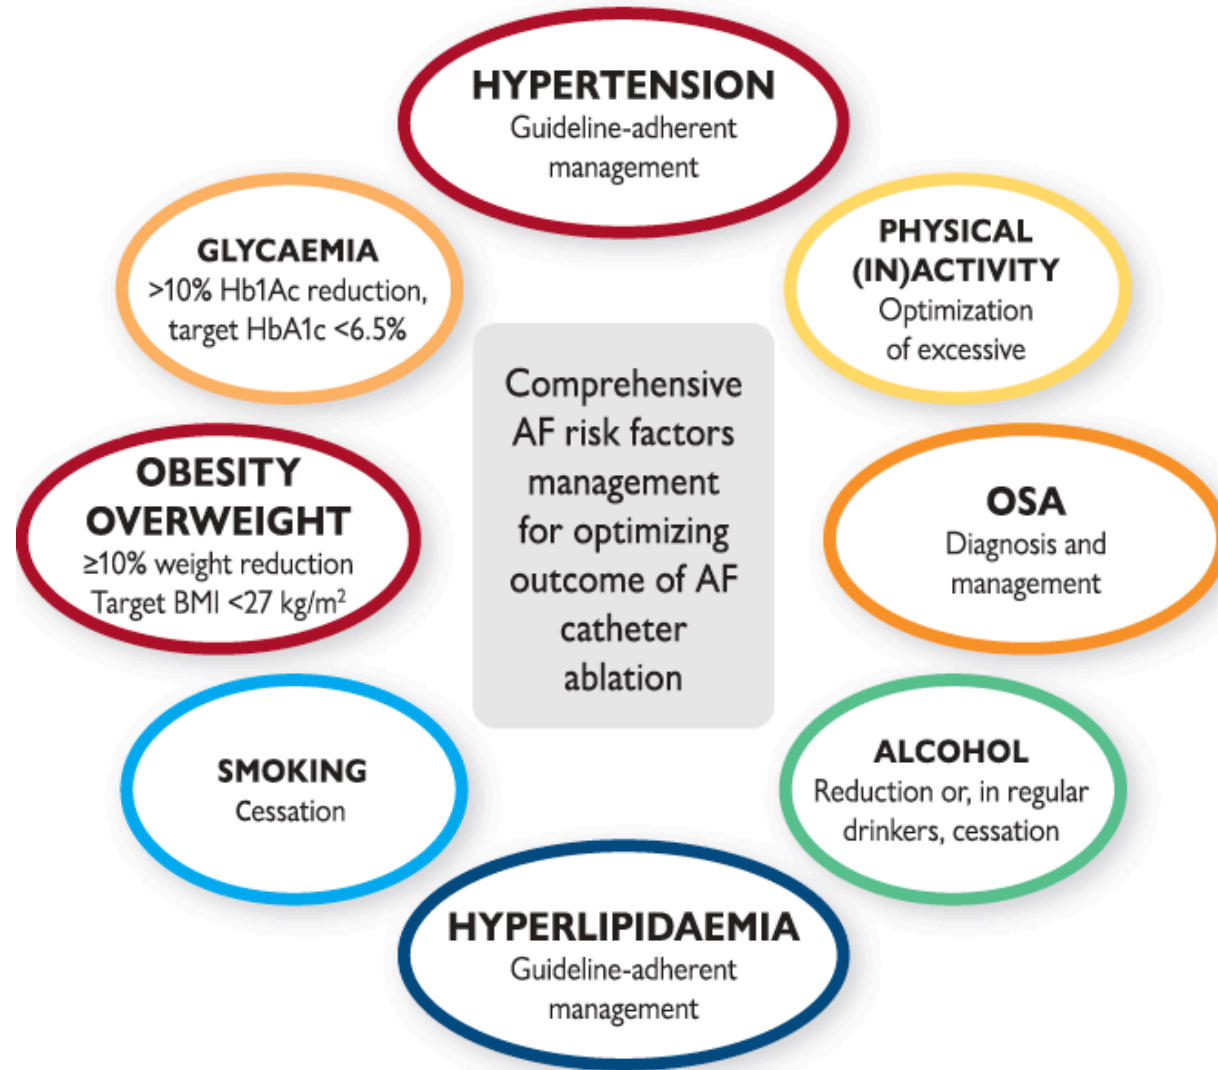 HYPERTENSION
Guideline-adherent
management
GLYCAEMIA
>10% Hb1Ac reduction,
target HbA1c <6.5%
PHYSICAL
(IN)ACTIVITY
Optimization
of excessive
Comprehensive
AF risk factors
management
for optimizing
outcome of AF
catheter
ablation
OBESITY
OVERWEIGHT
≥10% weight reduction
Target BMI <27 kg/m²
OSA
Diagnosis and
management
SMOKING
Cessation
ALCOHOL
Reduction or, in regular
drinkers, cessation
HYPERLIPIDAEMIA
Guideline-adherent
management